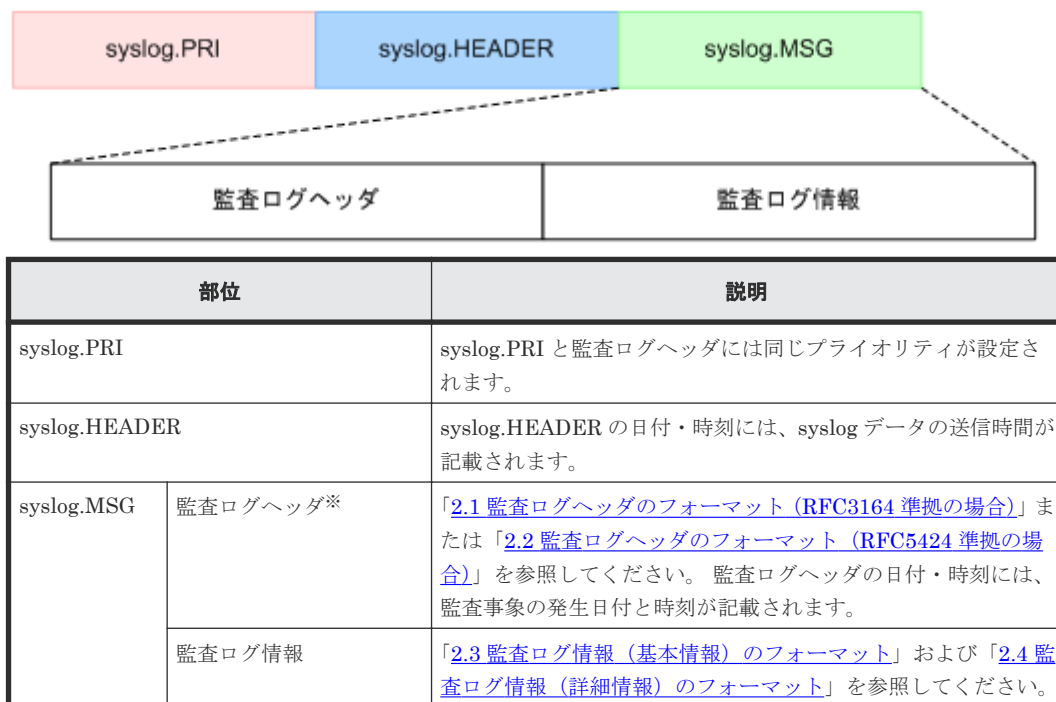 syslog.PRI
syslog.HEADER
syslog.MSG
監査ログヘッダ
監査ログ情報
部位
説明
syslog.PRI
syslog.PRI と監査ログヘッダには同じプライオリティが設定さ
れます。
syslog.HEADER
syslog.HEADER の日付・時刻には、syslog データの送信時間が
記載されます。
syslog.MSG
監査ログヘッダ※
「2.1 監査ログヘッダのフォーマット（RFC3164 準拠の場合）」ま
たは「2.2 監査ログヘッダのフォーマット（RFC5424 準拠の場
合）」を参照してください。 監査ログヘッダの日付・時刻には、
監査事象の発生日付と時刻が記載されます。
監査ログ情報
「2.3 監査ログ情報（基本情報）のフォーマット」および「2.4 監
査ログ情報（詳細情報）のフォーマット」を参照してください。